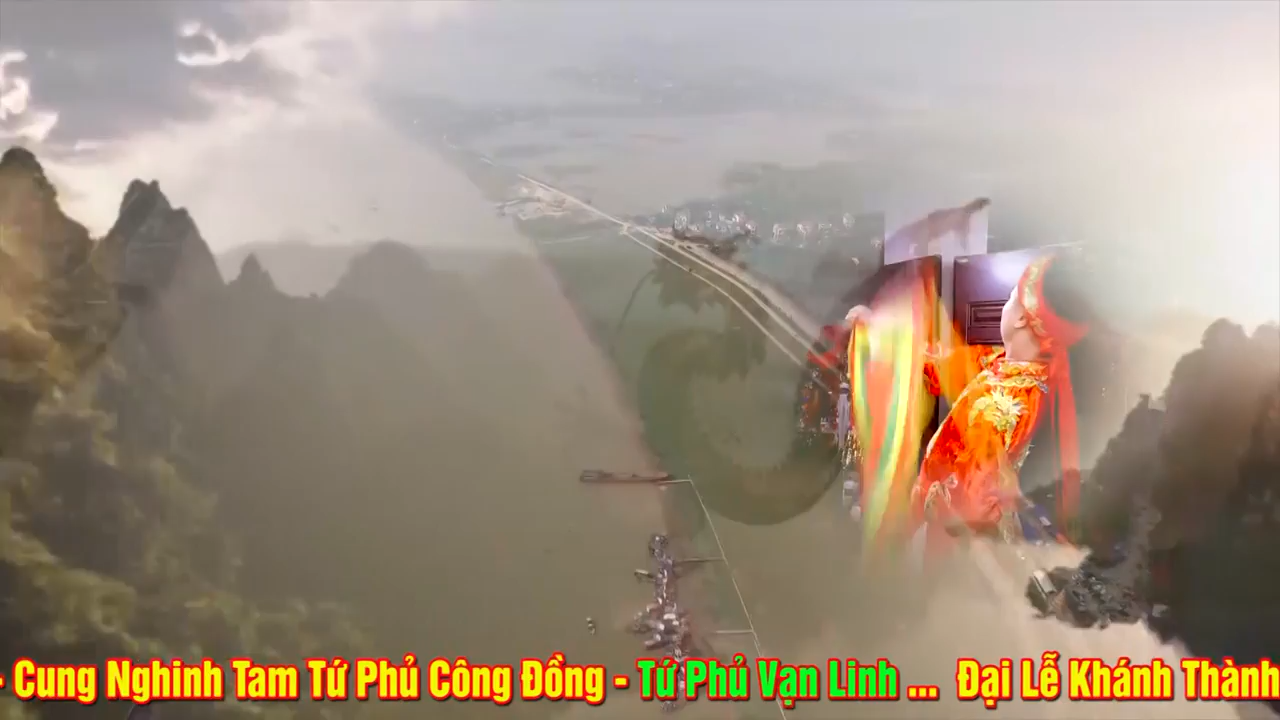 - Cung Nghinh Tam Tứ Phủ Công Đồng - Tứ Phủ Vạn Linh ... Đại Lễ Khánh Thành